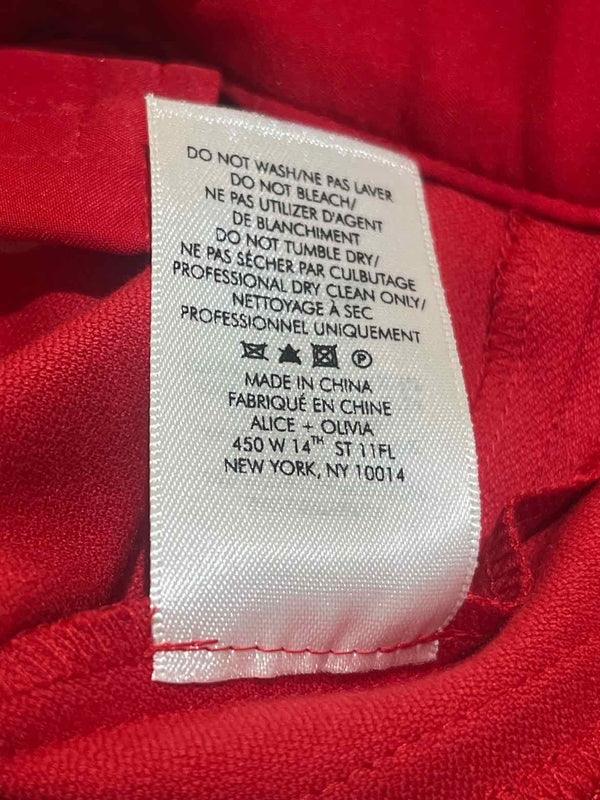 DO NOT WASH/NE PAS LAVER
DO NOT BLEACH/
NE PAS UTILIZER D'AGENT
DE BLANCHIMENT
DO NOT TUMBLE DRY/
NE PAS SÉCHER PAR CULBUTAGE
PROFESSIONAL DRY CLEAN ONLY/
NETTOYAGE À SEC
PROFESSIONNEL UNIQUEMENT
P
MADE IN CHINA
FABRIQUÉ EN CHINE
ALICE + OLIVIA
450 W 14TH ST 11FL
NEW YORK, NY 10014